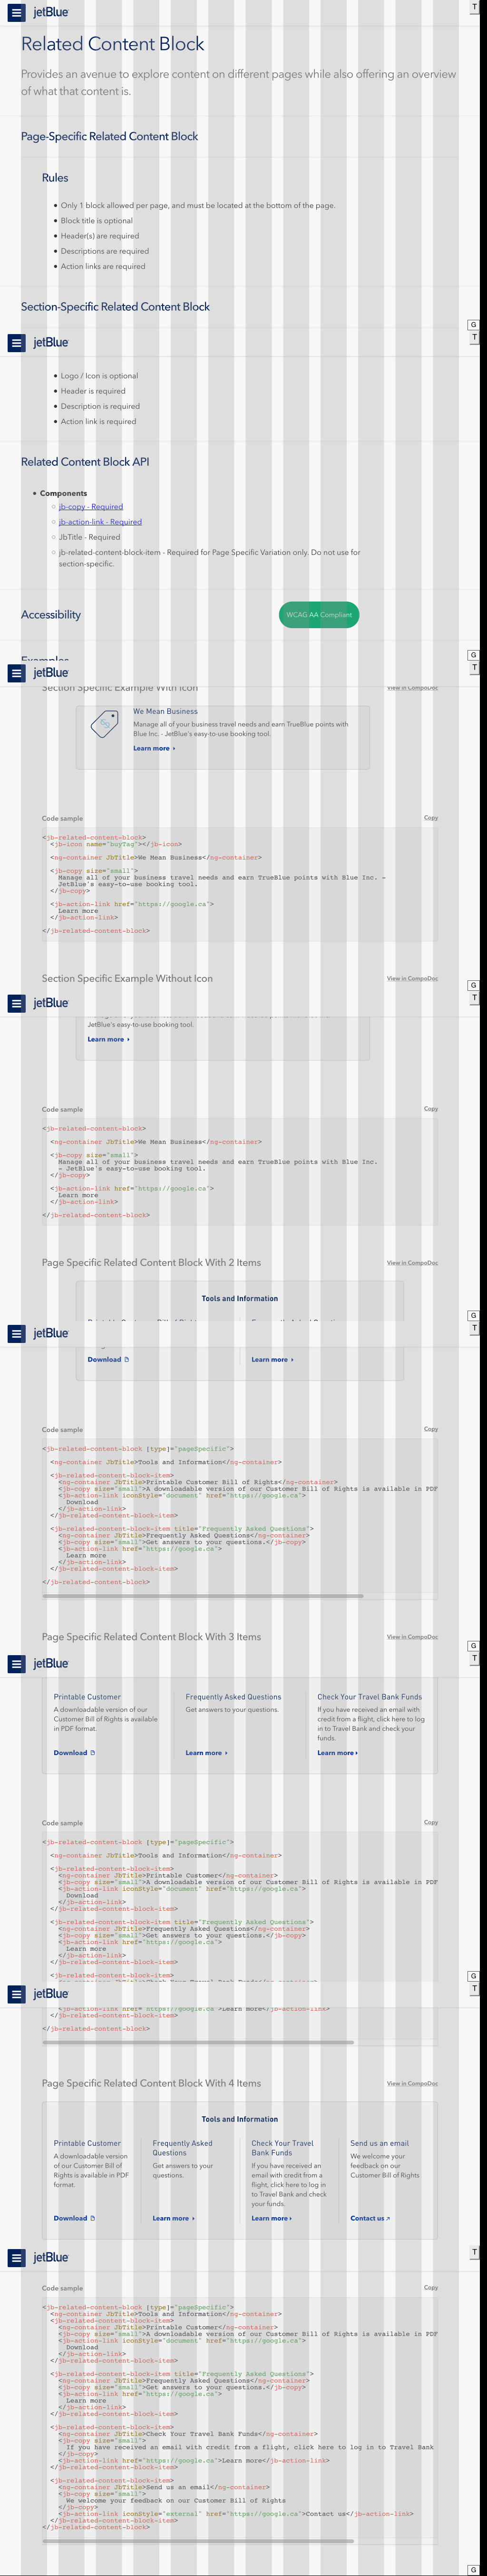 jetBlue
T
Related Content Block
Provides an avenue to explore content on different pages while also offering an overview
of what that content is.
Page-Specific Related Content Block
Rules
Only 1 block allowed per page, and must be located at the bottom of the page.
Block title is optional
Header(s) are required
Descriptions are required
Action links are required
Section-Specific Related Content Block
G
jetBlue
T
Logo / Icon is optional
Header is required
Description is required
Action link is required
Related Content Block API
Components
jb-copy - Required
jb-action-link - Required
JbTitle - Required
jb-related-content-block-item - Required for Page Specific Variation only. Do not use for
section-specific.
Accessibility
WCAG AA Compliant
Examples
G
jetBlue
T
Section Specific Example With Icon
View in CompoDoc
We Mean Business
Manage all of your business travel needs and earn TrueBlue points with
Blue Inc. - JetBlue's easy-to-use booking tool.
Learn more
Code sample
Copy
<jb-related-content-block>
<jb-icon name="buyTag"></jb-icon>
<ng-container JbTitle>We Mean Business</ng-container>
<jb-copy size="small">
Manage all of your business travel needs and earn TrueBlue points with Blue Inc. -
JetBlue's easy-to-use booking tool.
</jb-copy>
<jb-action-link href="https://google.ca">
Learn more
</jb-action-link>
</jb-related-content-block>
Section Specific Example Without Icon
View in CompoDoc
G
jetBlue
T
JetBlue's easy-to-use booking tool.
Learn more
Code sample
Copy
<jb-related-content-block>
<ng-container JbTitle>We Mean Business</ng-container>
<jb-copy size="small">
Manage all of your business travel needs and earn TrueBlue points with Blue Inc.
- JetBlue's easy-to-use booking tool.
</jb-copy>
<jb-action-link href="https://google.ca">
Learn more
</jb-action-link>
</jb-related-content-block>
Page Specific Related Content Block With 2 Items
View in CompoDoc
Tools and Information
G
jetBlue
T
Download
Learn more
Code sample
Copy
<jb-related-content-block [type]="pageSpecific">
<ng-container JbTitle>Tools and Information</ng-container>
<jb-related-content-block-item>
<ng-container JbTitle>Printable Customer Bill of Rights</ng-container>
<jb-copy size="small">A downloadable version of our Customer Bill of Rights is available in PDF
<jb-action-link iconStyle="document" href="https://google.ca">
Download
</jb-action-link>
</jb-related-content-block-item>
<jb-related-content-block-item title="Frequently Asked Questions">
<ng-container JbTitle>Frequently Asked Questions</ng-container>
<jb-copy size="small">Get answers to your questions.</jb-copy>
<jb-action-link href="https://google.ca">
Learn more
</jb-action-link>
</jb-related-content-block-item>
</jb-related-content-block>
Page Specific Related Content Block With 3 Items
View in CompoDoc
G
jetBlue
T
Printable Customer
Frequently Asked Questions
Check Your Travel Bank Funds
A downloadable version of our
Customer Bill of Rights is available
in PDF format.
Get answers to your questions.
If you have received an email with
credit from a flight, click here to log
in to Travel Bank and check your
funds.
Download
Learn more
Learn more
Code sample
Copy
<jb-related-content-block [type]="pageSpecific">
<ng-container JbTitle>Tools and Information</ng-container>
<jb-related-content-block-item>
<ng-container JbTitle>Printable Customer</ng-container>
<jb-copy size="small">A downloadable version of our Customer Bill of Rights is available in PDF
<jb-action-link iconStyle="document" href="https://google.ca">
Download
</jb-action-link>
</jb-related-content-block-item>
<jb-related-content-block-item title="Frequently Asked Questions">
<ng-container JbTitle>Frequently Asked Questions</ng-container>
<jb-copy size="small">Get answers to your questions.</jb-copy>
<jb-action-link href="https://google.ca">
Learn more
</jb-action-link>
</jb-related-content-block-item>
<jb-related-content-block-item>
G
jetBlue
T
<jb-action-link href="https://google.ca">Learn more</jb-action-link>
</jb-related-content-block-item>
</jb-related-content-block>
Page Specific Related Content Block With 4 Items
View in CompoDoc
Tools and Information
Printable Customer
Frequently Asked
Questions
Check Your Travel
Bank Funds
Send us an email
A downloadable version
of our Customer Bill of
Rights is available in PDF
format.
Get answers to your
questions.
If you have received an
email with credit from a
flight, click here to log in
to Travel Bank and check
your funds.
We welcome your
feedback on our
Customer Bill of Rights
Download
Learn more
Learn more
Contact us
jetBlue
T
Code sample
Copy
<jb-related-content-block [type]="pageSpecific">
<ng-container JbTitle>Tools and Information</ng-container>
<jb-related-content-block-item>
<ng-container JbTitle>Printable Customer</ng-container>
<jb-copy size="small">A downloadable version of our Customer Bill of Rights is available in PDF
<jb-action-link iconStyle="document" href="https://google.ca">
Download
</jb-action-link>
</jb-related-content-block-item>
<jb-related-content-block-item title="Frequently Asked Questions">
<ng-container JbTitle>Frequently Asked Questions</ng-container>
<jb-copy size="small">Get answers to your questions.</jb-copy>
<jb-action-link href="https://google.ca">
Learn more
</jb-action-link>
</jb-related-content-block-item>
<jb-related-content-block-item>
<ng-container JbTitle>Check Your Travel Bank Funds</ng-container>
<jb-copy size="small">
If you have received an email with credit from a flight, click here to log in to Travel Bank
</jb-copy>
<jb-action-link href="https://google.ca">Learn more</jb-action-link>
</jb-related-content-block-item>
<jb-related-content-block-item>
<ng-container JbTitle>Send us an email</ng-container>
<jb-copy size="small">
We welcome your feedback on our Customer Bill of Rights
</jb-copy>
<jb-action-link iconStyle="external" href="https://google.ca">Contact us</jb-action-link>
</jb-related-content-block-item>
</jb-related-content-block>
G